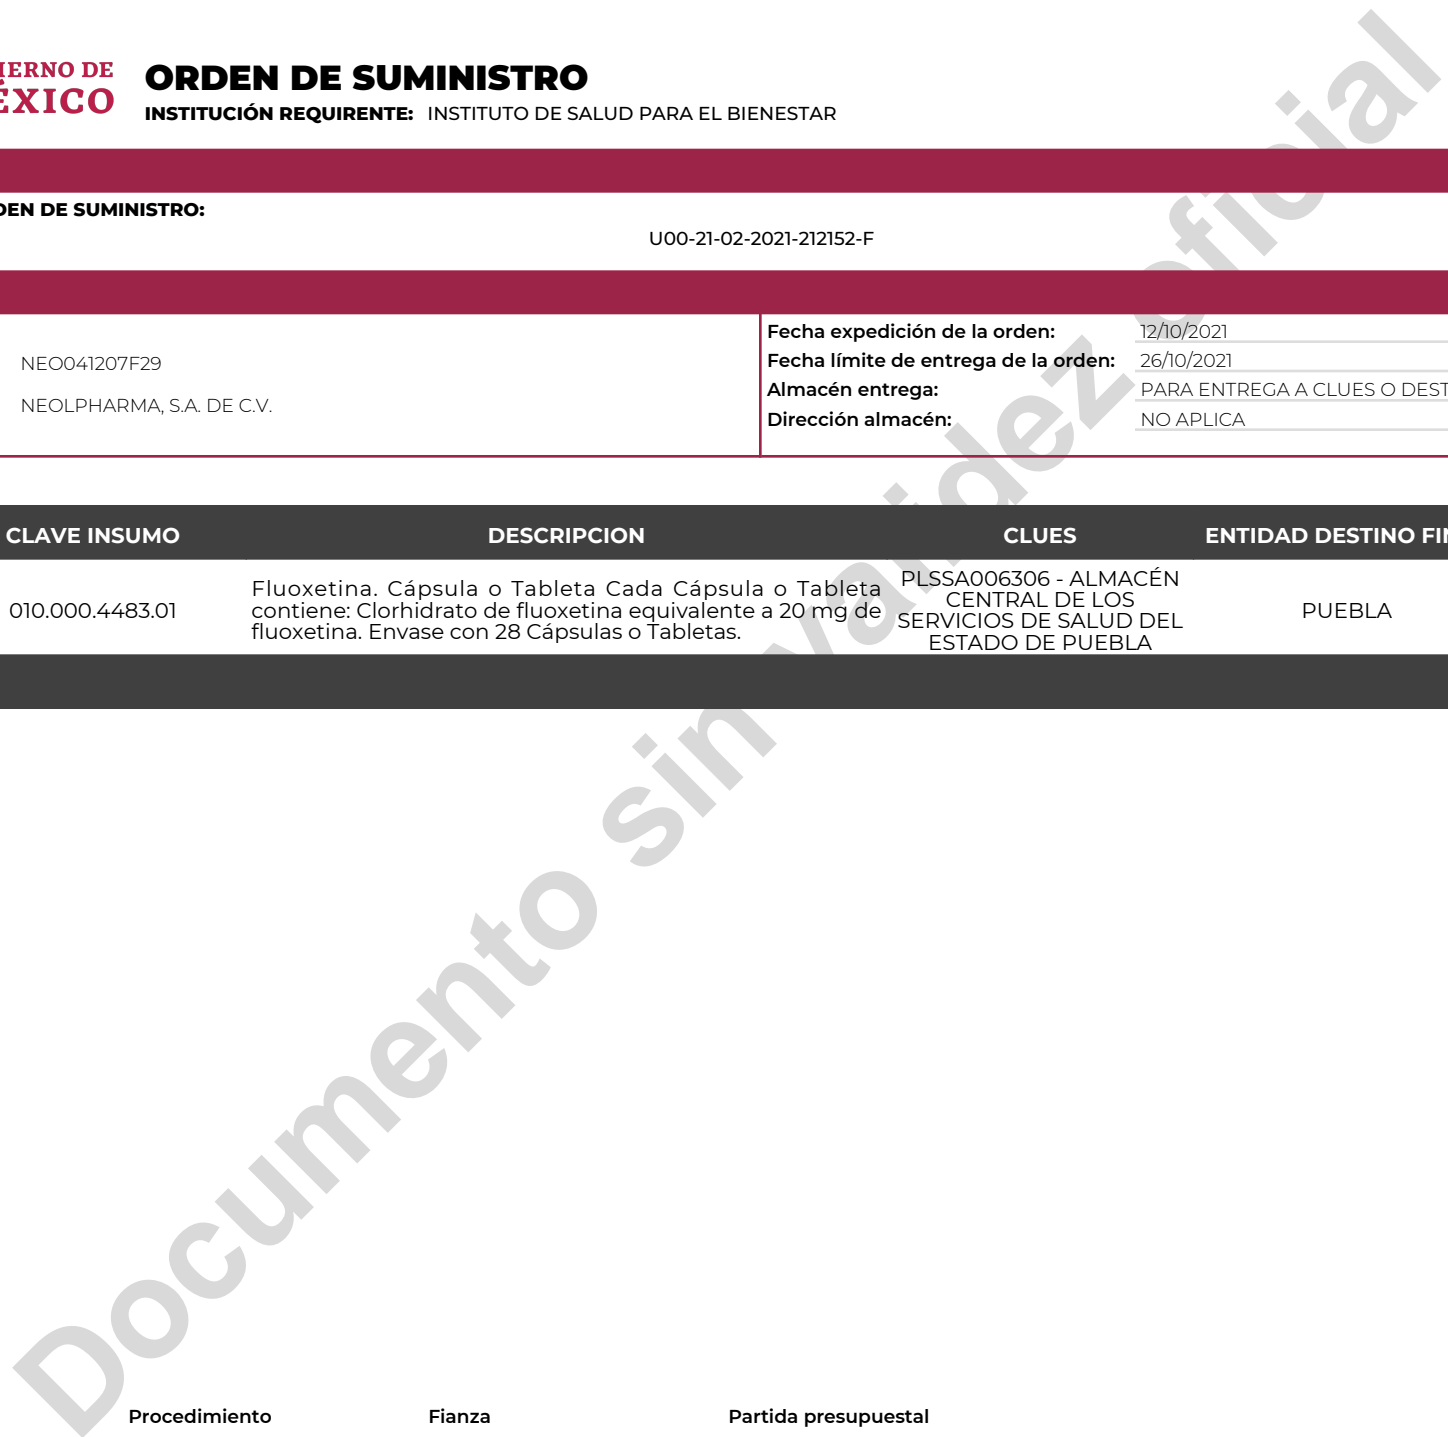 IERNO DE
ÉXICO
ORDEN DE SUMINISTRO
INSTITUCIÓN REQUIRENTE: INSTITUTO DE SALUD PARA EL BIENESTAR
DEN DE SUMINISTRO:
U00-21-02-2021-212152-F
NEO041207F29
NEOLPHARMA, S.A. DE C.V.
Fecha expedición de la orden: 12/10/2021
Fecha límite de entrega de la orden: 26/10/2021
Almacén entrega: PARA ENTREGA A CLUES O DEST
Dirección almacén: NO APLICA
CLAVE INSUMO DESCRIPCION CLUES ENTIDAD DESTINO FIN
010.000.4483.01
Fluoxetina. Cápsula o Tableta Cada Cápsula o Tableta
contiene: Clorhidrato de fluoxetina equivalente a 20 mg de
fluoxetina. Envase con 28 Cápsulas o Tabletas.
PLSSA006306 - ALMACÉN
CENTRAL DE LOS
SERVICIOS DE SALUD DEL
ESTADO DE PUEBLA
PUEBLA
Documento sin validez oficial
Procedimiento Fianza Partida presupuestal